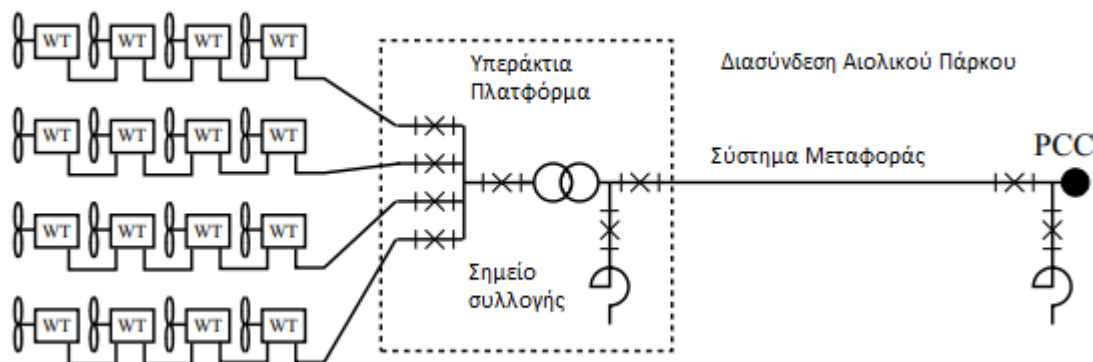 WT WT WT WT
Υπεράκτια
Πλατφόρμα
Διασύνδεση Αιολικού Πάρκου
WT WT WT WT
Σύστημα Μεταφοράς
PCC
WT WT WT WT
Σημείο
συλλογής
WT WT WT WT